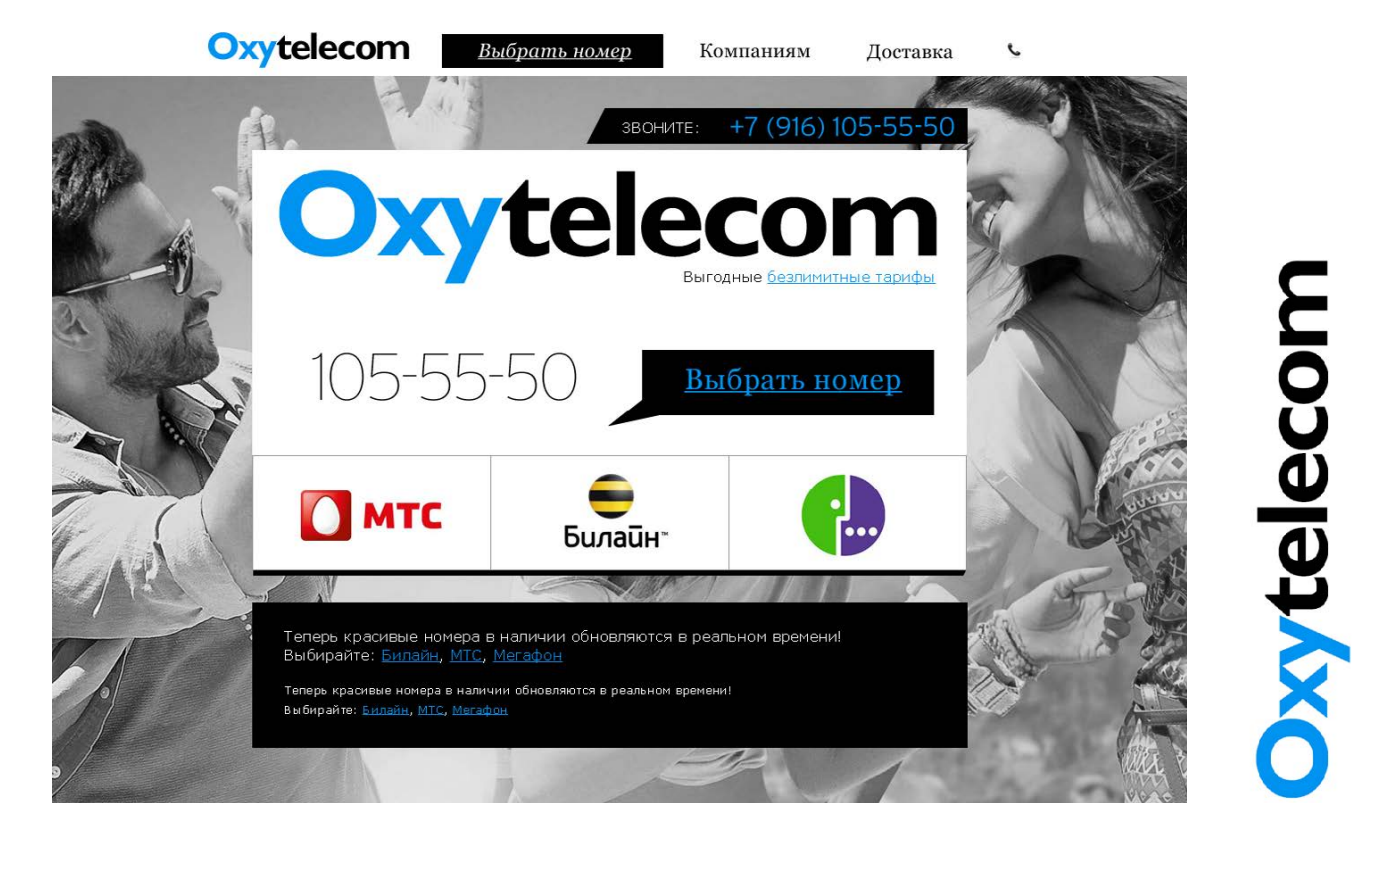 Oxytelecom
Выбрать номер
Компаниям
Доставка
ЗВОНИТЕ: +7 (916) 105-55-50
Oxytelecom
Выгодные безлимитные тарифы
105-55-50
Выбрать номер
МТС
Билайн™
Теперь красивые номера в наличии обновляются в реальном времени!
Выбирайте: Билайн, МТС, Мегафон
Теперь красивые номера в наличии обновляются в реальном времени!
Выбирайте: Билайн, МТС, Мегафон
Oxytelecom